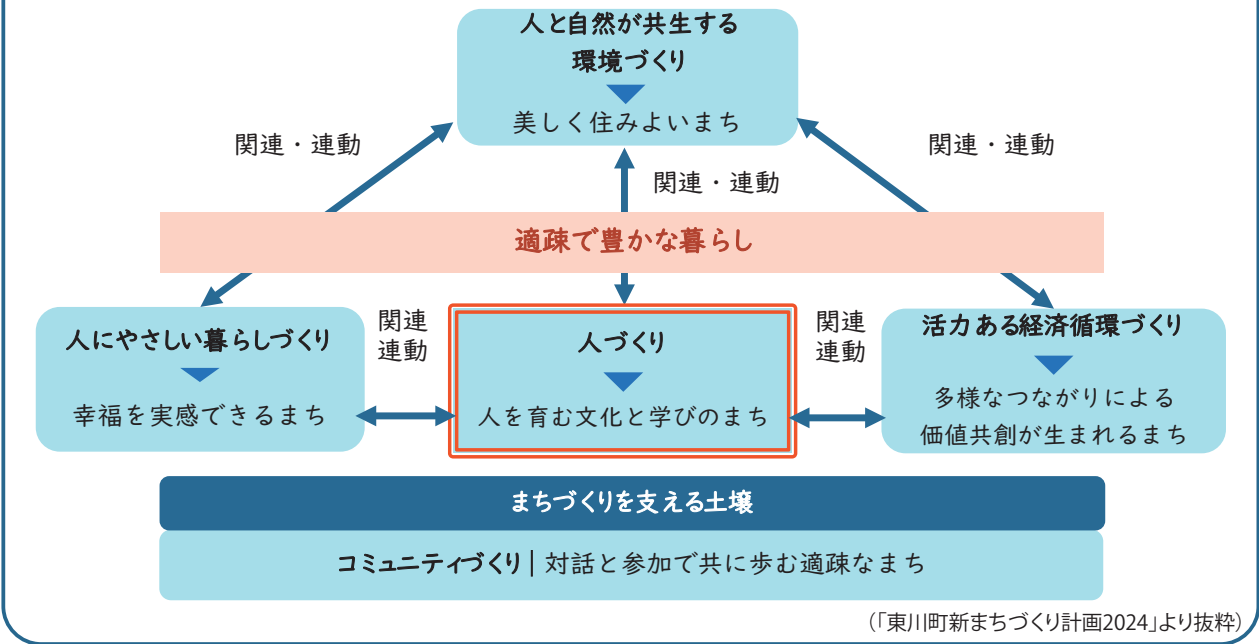 人と自然が共生する
環境づくり
美しく住みよいまち
関連・連動
関連・連動
関連・連動
適疎で豊かな暮らし
人にやさしい暮らしづくり
幸福を実感できるまち
関連
連動
人づくり
人を育む文化と学びのまち
関連
連動
活力ある経済循環づくり
多様なつながりによる
価値共創が生まれるまち
まちづくりを支える土壌
コミュニティづくり | 対話と参加で共に歩む適疎なまち
(「東川町新まちづくり計画2024」より抜粋)